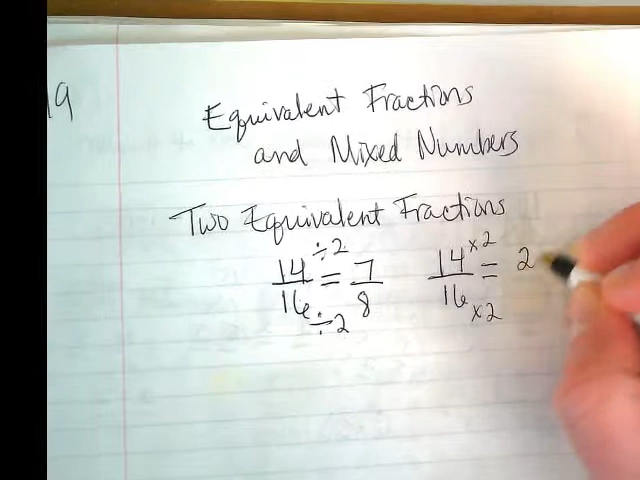 19
Equivalent Fractions
and Mixed Numbers
Two Equivalent Fractions
14 ÷2 = 7 14 ×2 = 2
16 ÷2 8 16 ×2